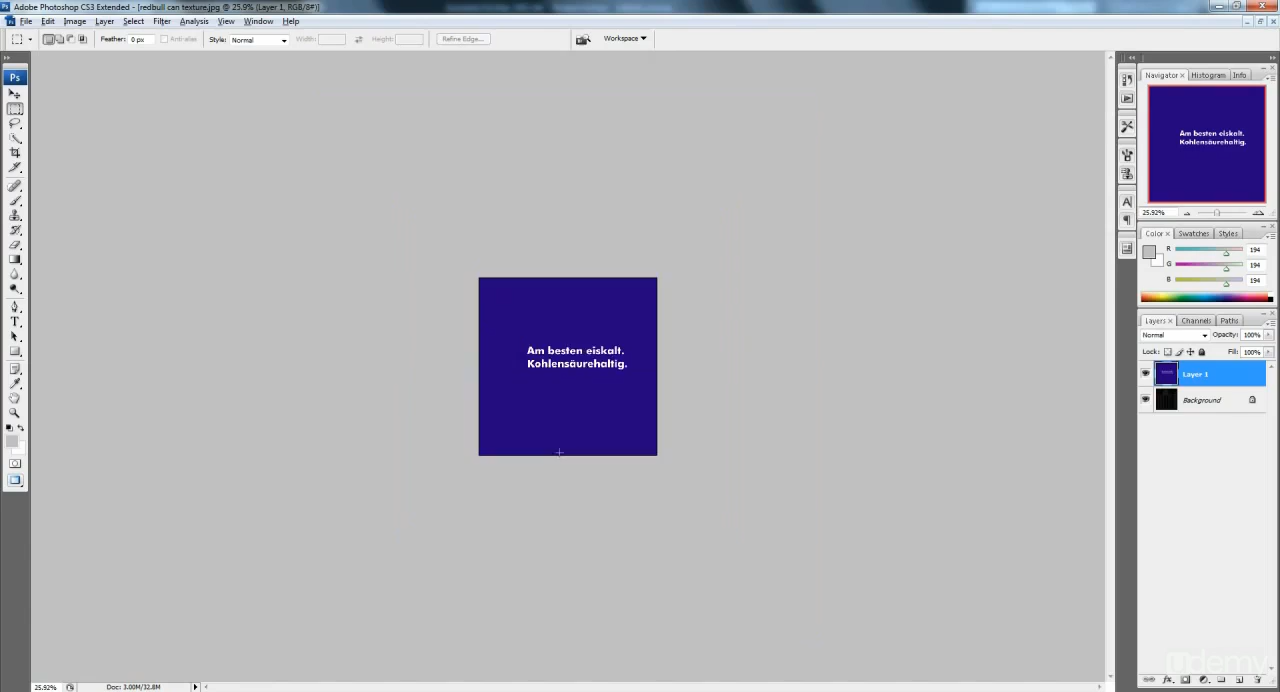 Adobe Photoshop CS3 Extended - [redbull can texture.jpg @ 25.9% (Layer 1, RGB/8#)]
File Edit Image Layer Select Filter Analysis View Window Help
Feather: 0 px Anti-alias Style: Normal Width: Height: Refine Edge... Workspace
Ps
Navigator Histogram Info
Am besten eiskalt.
Kohlensäurehaltig.
25.92%
Color Swatches Styles
R 194
G 194
B 194
Layers Channels Paths
Normal Opacity: 100%
Lock: Fill: 100%
Layer 1
Background
Am besten eiskalt.
Kohlensäurehaltig.
udemy
25.92% Doc: 3.00M/32.8M